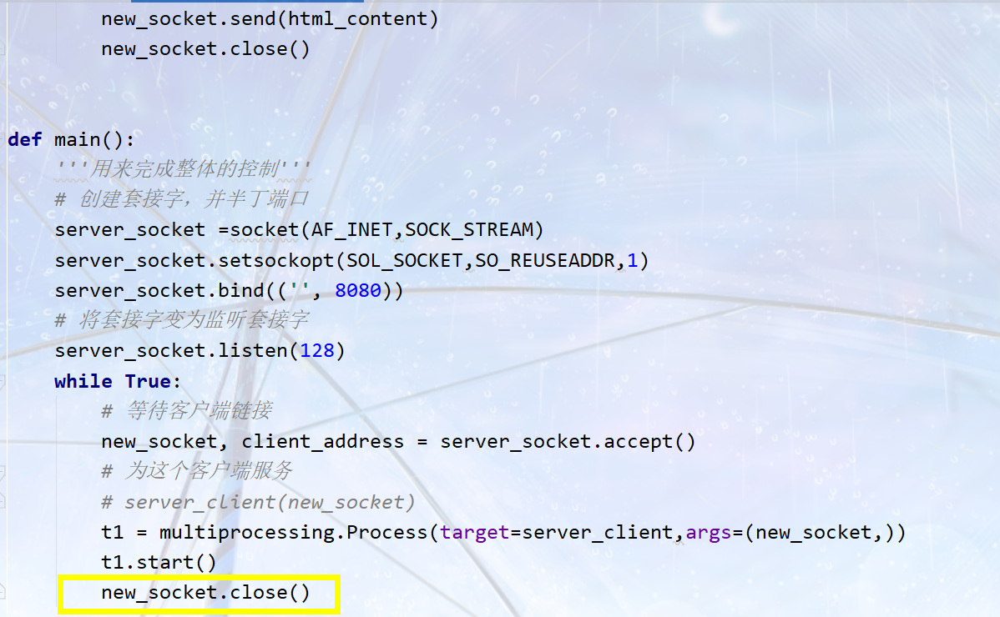 new_socket.send(html_content)
new_socket.close()
def main():
'''用来完成整体的控制'''
# 创建套接字，并半丁端口
server_socket =socket(AF_INET,SOCK_STREAM)
server_socket.setsockopt(SOL_SOCKET,SO_REUSEADDR,1)
server_socket.bind(('', 8080))
# 将套接字变为监听套接字
server_socket.listen(128)
while True:
# 等待客户端链接
new_socket, client_address = server_socket.accept()
# 为这个客户端服务
# server_client(new_socket)
t1 = multiprocessing.Process(target=server_client,args=(new_socket,))
t1.start()
new_socket.close()